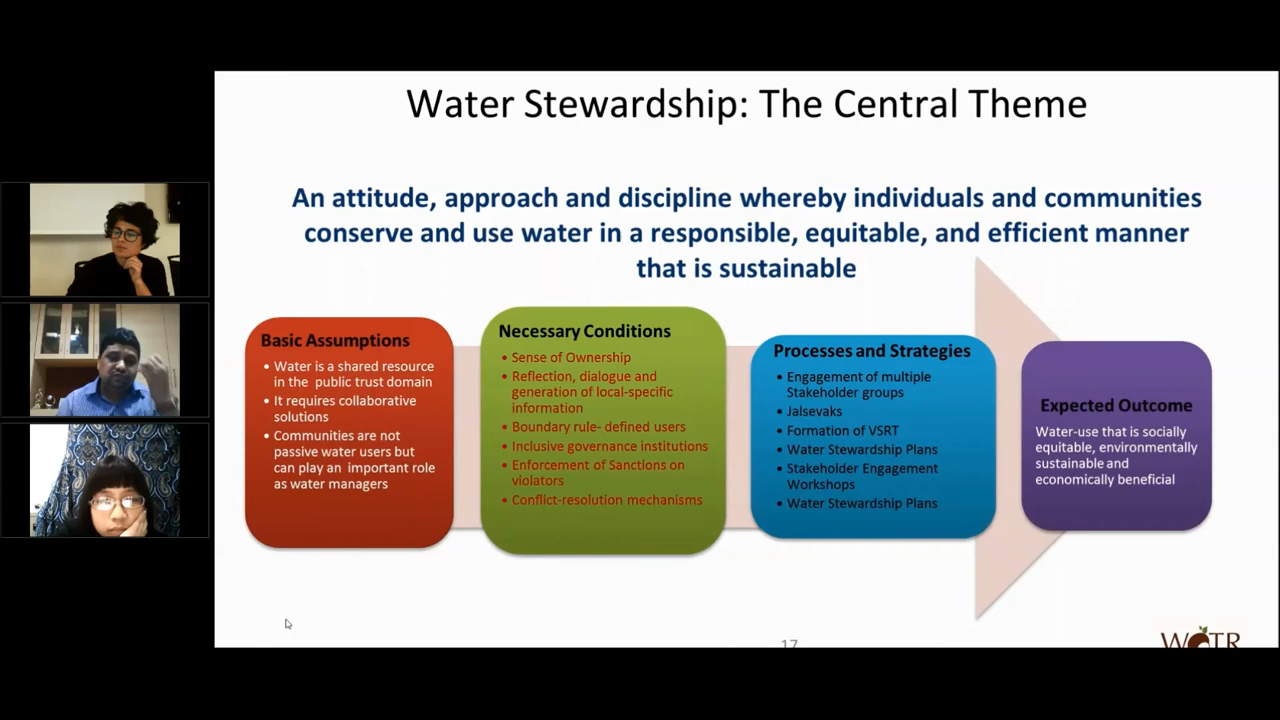 Water Stewardship: The Central Theme
An attitude, approach and discipline whereby individuals and communities
conserve and use water in a responsible, equitable, and efficient manner
that is sustainable
Basic Assumptions
• Water is a shared resource
in the public trust domain
• It requires collaborative
solutions
• Communities are not
passive water users but
can play an important role
as water managers
Necessary Conditions
• Sense of Ownership
• Reflection, dialogue and
generation of local-specific
information
• Boundary rule- defined users
• Inclusive governance institutions
• Enforcement of Sanctions on
violators
• Conflict-resolution mechanisms
Processes and Strategies
• Engagement of multiple
Stakeholder groups
• Jalsevaks
• Formation of VSRT
• Water Stewardship Plans
• Stakeholder Engagement
Workshops
• Water Stewardship Plans
Expected Outcome
Water-use that is socially
equitable, environmentally
sustainable and
economically beneficial
17
WOTR